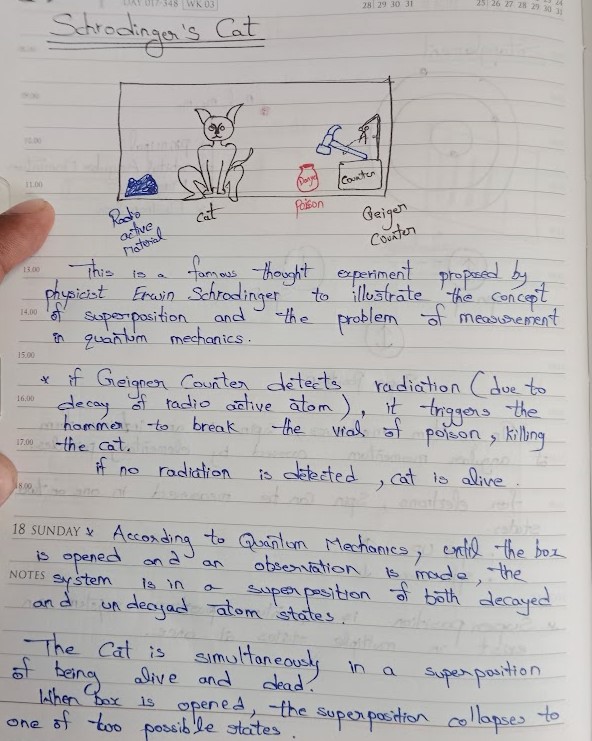 DAY 017-348 WK 03
28 29 30 31
25 26 27 28 29 30 31
Schrodinger's Cat
11.00
Poison
Counter
Radio
active
material
cat
Poison
Geiger
Counter
13.00
This is a famous thought experiment proposed by
physicist Erwin Schrodinger to illustrate the concept
14.00
of superposition and the problem of measurement
in quantum mechanics.
15.00
* if Geigner Counter detects radiation (due to
16.00
decay of radio active atom), it triggers the
hammer to break the vial of poison, killing
17.00
the cat.
if no radiation is detected, cat is alive.
18.00
18 SUNDAY * According to Quantum Mechanics, until the box
is opened and an observation is made, the
NOTES system is in a superposition of both decayed
and undecyad atom states.
The Cat is simultaneously in a superposition
of being alive and dead.
When box is opened, the superposition collapses to
one of too possible states.